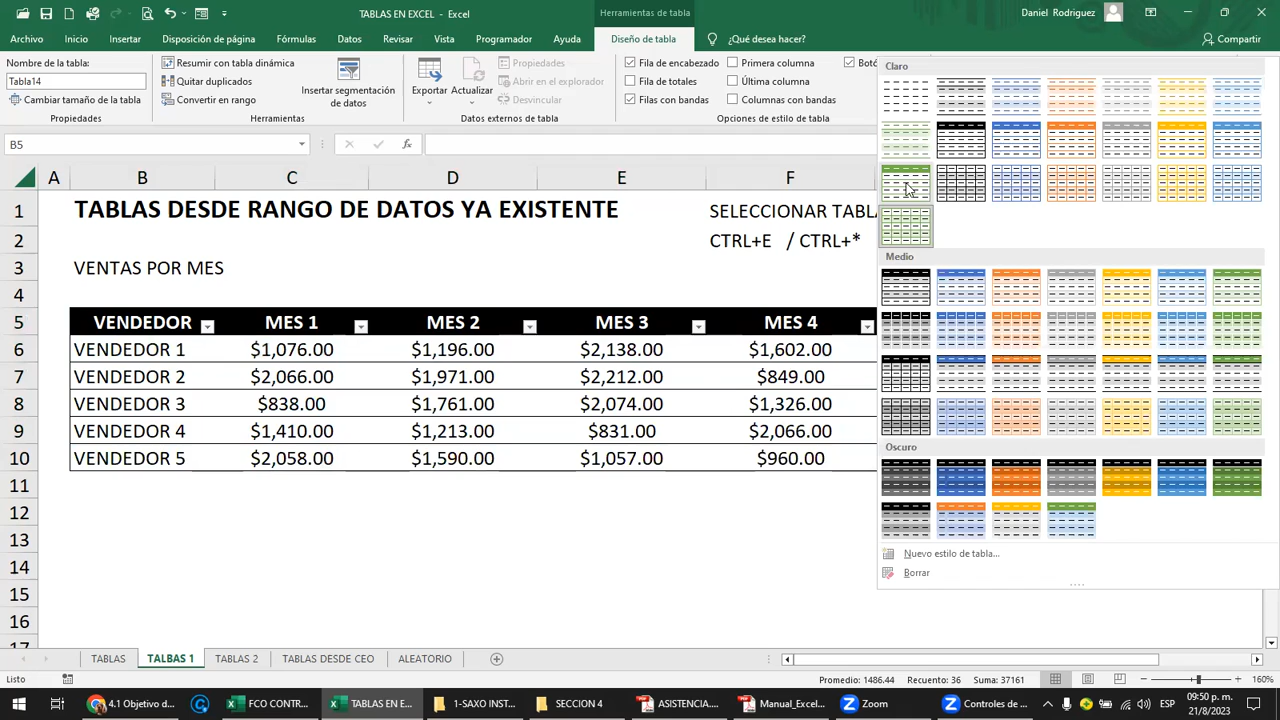 TABLAS EN EXCEL - Excel
Herramientas de tabla
Daniel Rodriguez
Archivo
Inicio
Insertar
Disposición de página
Fórmulas
Datos
Revisar
Vista
Programador
Ayuda
Diseño de tabla
¿Qué desea hacer?
Compartir
Nombre de la tabla:
Tabla14
Cambiar tamaño de la tabla
Propiedades
Resumir con tabla dinámica
Quitar duplicados
Convertir en rango
Insertar segmentación
de datos
Herramientas
Exportar
Actualizar
Propiedades
Abrir en el explorador
Desvincular
Datos externos de tabla
Fila de encabezado
Fila de totales
Filas con bandas
Primera columna
Última columna
Columnas con bandas
Botó
Opciones de estilo de tabla
Claro
Medio
Oscuro
Nuevo estilo de tabla...
Borrar
B5
fx
A B C D E F
1 TABLAS DESDE RANGO DE DATOS YA EXISTENTE SELECCIONAR TABLA
2 CTRL+E / CTRL+*
3 VENTAS POR MES
4
5 VENDEDOR MES 1 MES 2 MES 3 MES 4
6 VENDEDOR 1 $1,076.00 $1,196.00 $2,138.00 $1,602.00
7 VENDEDOR 2 $2,066.00 $1,971.00 $2,212.00 $849.00
8 VENDEDOR 3 $838.00 $1,761.00 $2,074.00 $1,326.00
9 VENDEDOR 4 $1,410.00 $1,213.00 $831.00 $2,066.00
10 VENDEDOR 5 $2,058.00 $1,590.00 $1,057.00 $960.00
11
12
13
14
15
16
17
TABLAS
TALBAS 1
TABLAS 2
TABLAS DESDE CEO
ALEATORIO
Listo
Promedio: 1486.44 Recuento: 36 Suma: 37161
160%
4.1 Objetivo d...
FCO CONTR...
TABLAS EN E...
1-SAXO INST...
SECCION 4
ASISTENCIA....
Manual_Exce...
Zoom
Controles de ...
ESP
09:50 p. m.
21/8/2023